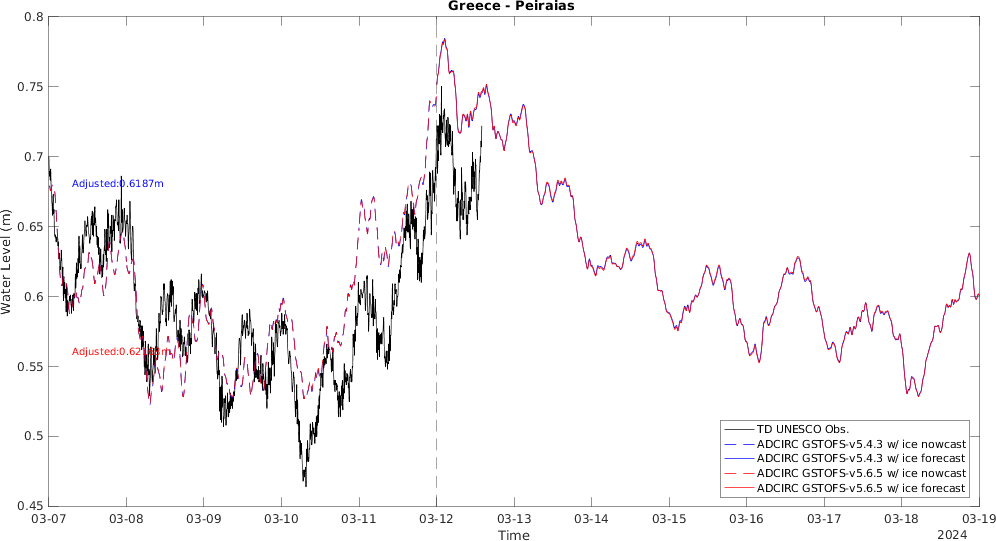 Greece - Peiraias
0.8
0.75
0.7
0.65
0.6
0.55
0.5
0.45
Water Level (m)
Adjusted:0.6187m
TD UNESCO Obs.
ADCIRC GSTOFS-v5.4.3 w/ ice nowcast
ADCIRC GSTOFS-v5.4.3 w/ ice forecast
ADCIRC GSTOFS-v5.6.5 w/ ice nowcast
ADCIRC GSTOFS-v5.6.5 w/ ice forecast
03-07 03-08 03-09 03-10 03-11 03-12 03-13 03-14 03-15 03-16 03-17 03-18 03-19
Time
2024